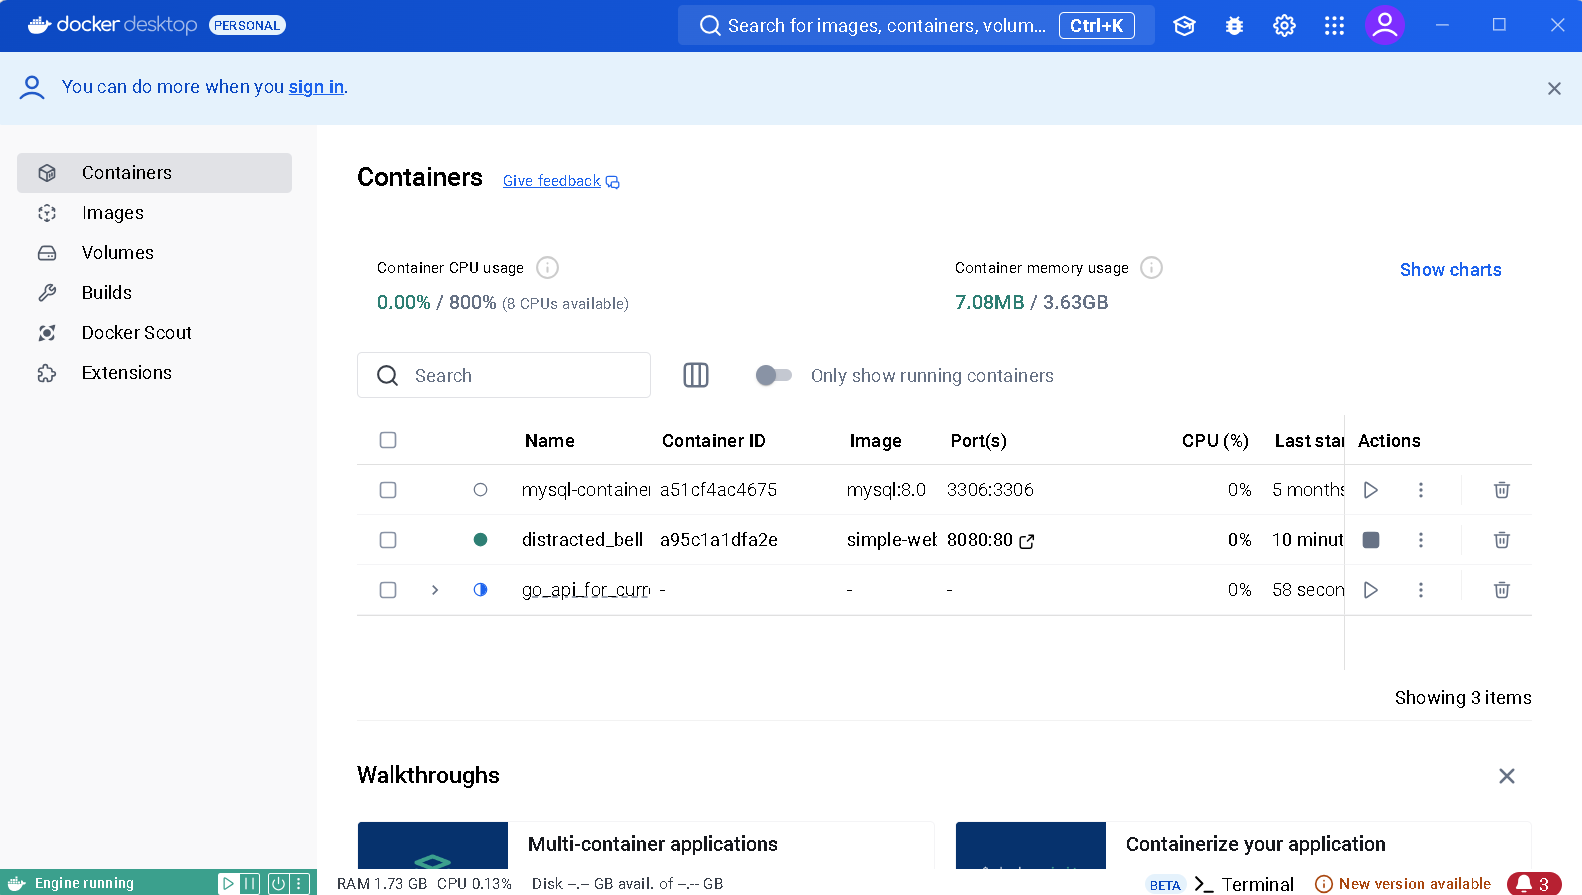 docker desktop PERSONAL
Search for images, containers, volum... Ctrl+K
You can do more when you sign in.
Containers
Images
Volumes
Builds
Docker Scout
Extensions
Containers Give feedback
Container CPU usage
0.00% / 800% (8 CPUs available)
Container memory usage
7.08MB / 3.63GB
Show charts
Search
Only show running containers
Name Container ID Image Port(s) CPU (%) Last star Actions
mysql-container a51cf4ac4675 mysql:8.0 3306:3306 0% 5 months
distracted_bell a95c1a1dfa2e simple-web 8080:80 0% 10 minut
go_api_for_curr - - - 0% 58 secon
Showing 3 items
Walkthroughs
Multi-container applications
Containerize your application
Engine running
RAM 1.73 GB CPU 0.13% Disk --.-- GB avail. of --.-- GB
BETA Terminal New version available 3